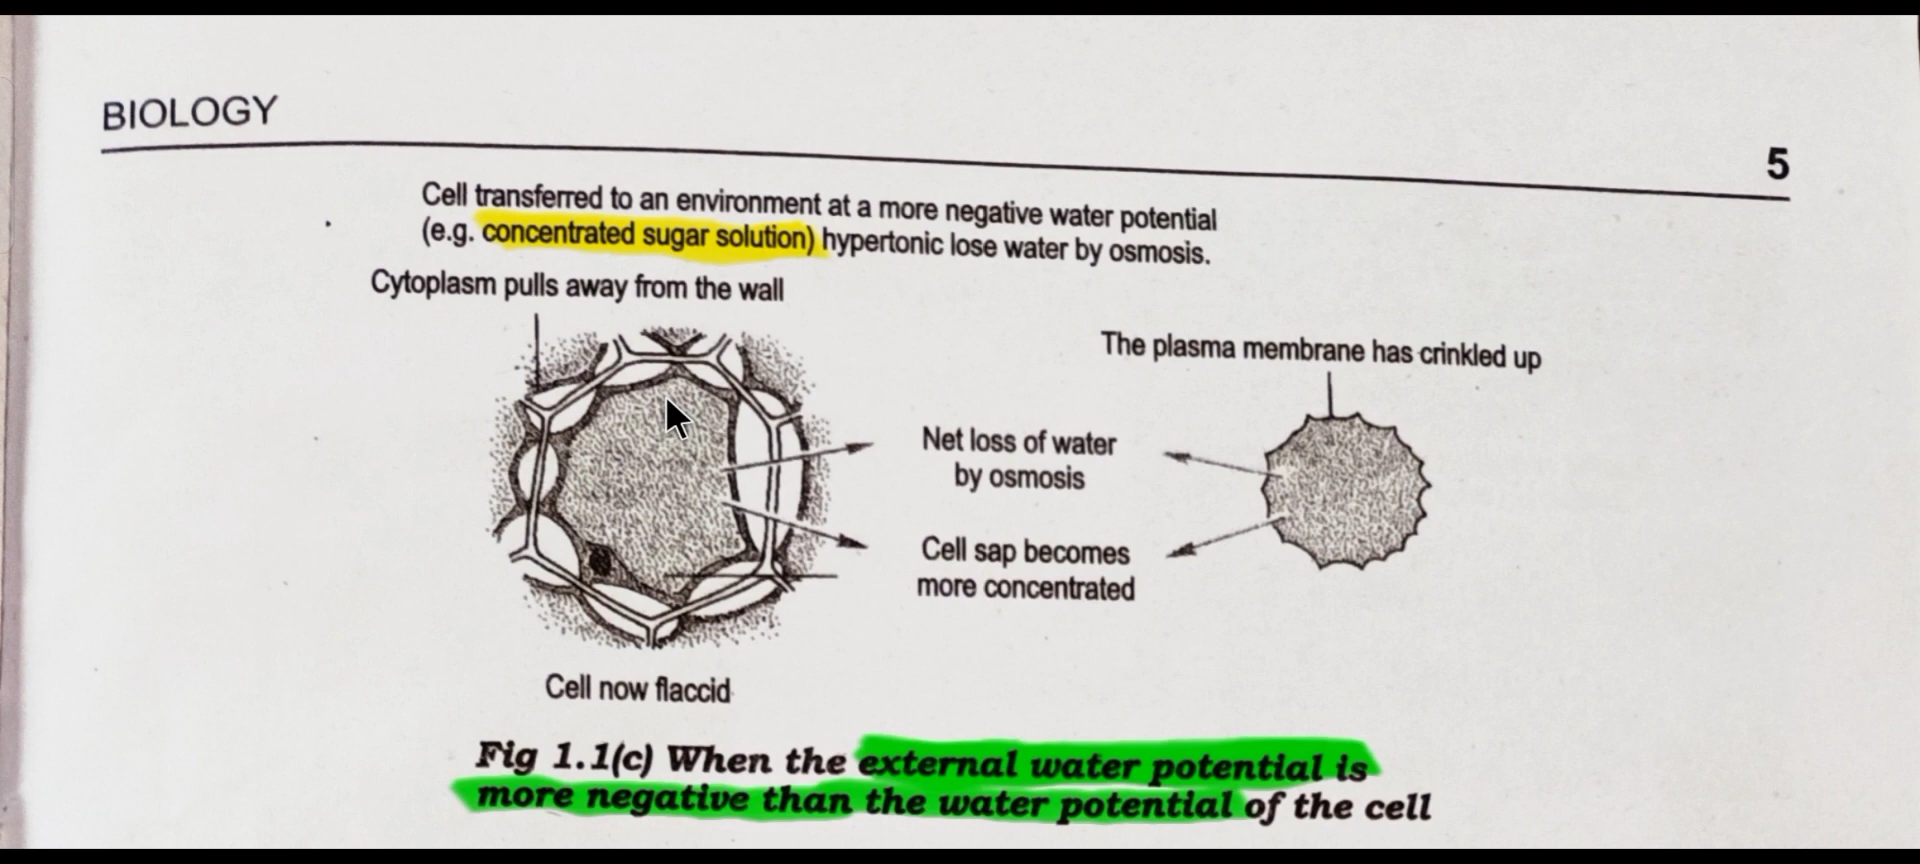 BIOLOGY
5
Cell transferred to an environment at a more negative water potential
(e.g. concentrated sugar solution) hypertonic lose water by osmosis.
Cytoplasm pulls away from the wall
The plasma membrane has crinkled up
Net loss of water
by osmosis
Cell sap becomes
more concentrated
Cell now flaccid
Fig 1.1(c) When the external water potential is
more negative than the water potential of the cell